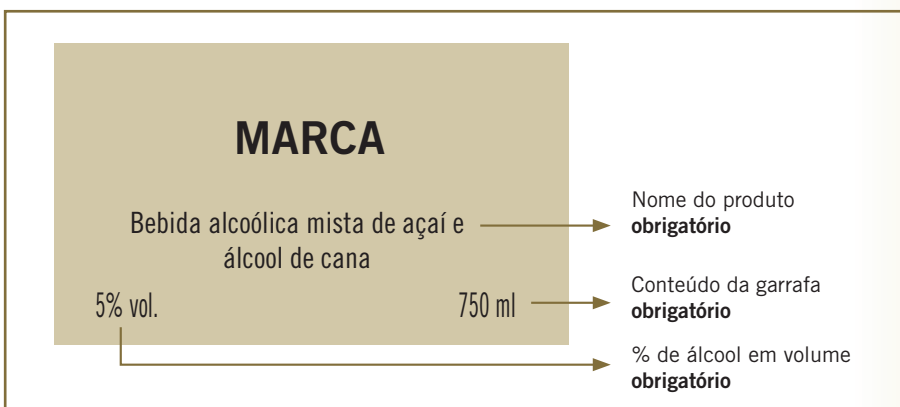 MARCA
Bebida alcoólica mista de açaí e
álcool de cana
5% vol.
750 ml
Nome do produto
obrigatório
Conteúdo da garrafa
obrigatório
% de álcool em volume
obrigatório